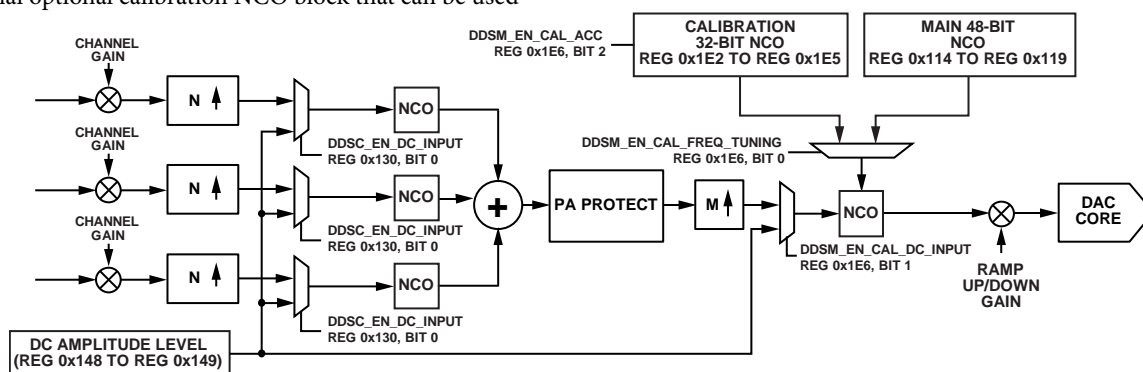 nal optional calibration NCO block that can be used
CHANNEL
GAIN
N
DDSC_EN_DC_INPUT
REG 0x130, BIT 0
NCO
CHANNEL
GAIN
N
DDSC_EN_DC_INPUT
REG 0x130, BIT 0
NCO
CHANNEL
GAIN
N
DDSC_EN_DC_INPUT
REG 0x130, BIT 0
NCO
DC AMPLITUDE LEVEL
(REG 0x148 TO REG 0x149)
+
PA PROTECT
M
DDSM_EN_CAL_ACC
REG 0x1E6, BIT 2
CALIBRATION
32-BIT NCO
REG 0x1E2 TO REG 0x1E5
MAIN 48-BIT
NCO
REG 0x114 TO REG 0x119
DDSM_EN_CAL_FREQ_TUNING
REG 0x1E6, BIT 0
NCO
DDSM_EN_CAL_DC_INPUT
REG 0x1E6, BIT 1
RAMP
UP/DOWN
GAIN
DAC
CORE